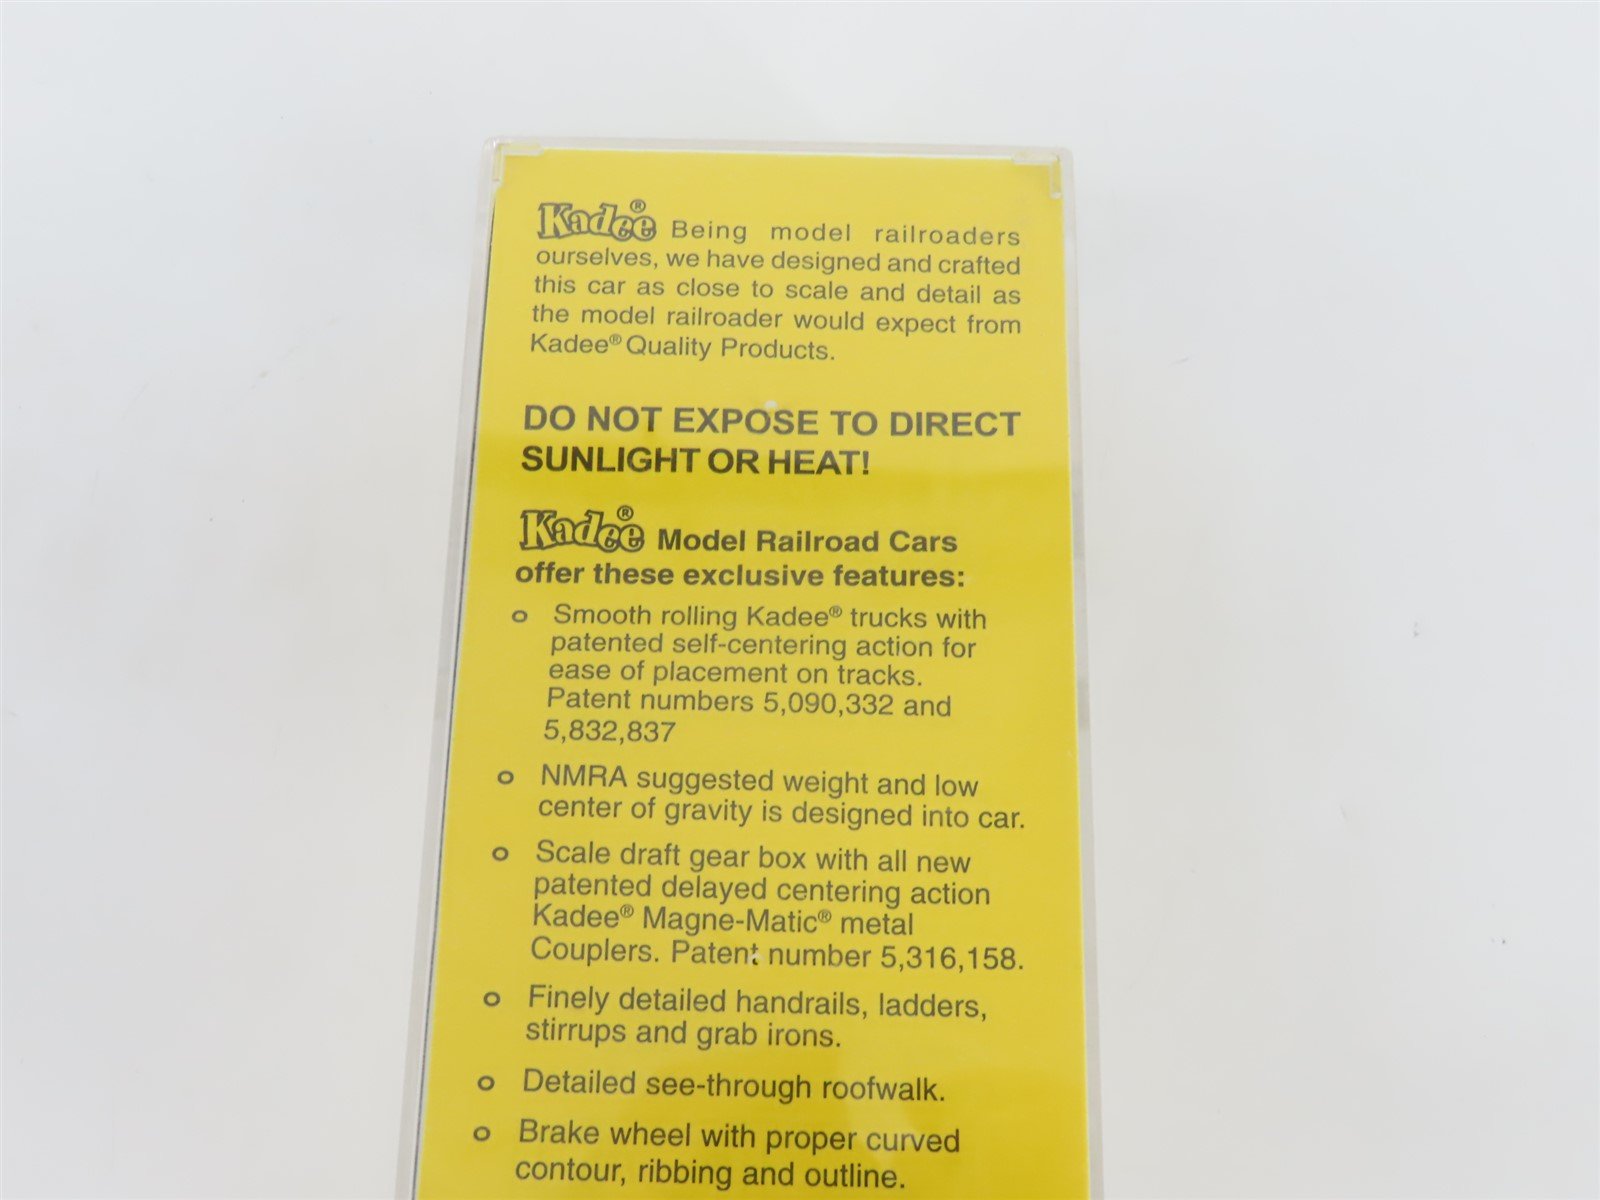 Kadee® Being model railroaders
ourselves, we have designed and crafted
this car as close to scale and detail as
the model railroader would expect from
Kadee® Quality Products.
DO NOT EXPOSE TO DIRECT
SUNLIGHT OR HEAT!
Kadee® Model Railroad Cars
offer these exclusive features:
o Smooth rolling Kadee® trucks with
patented self-centering action for
ease of placement on tracks.
Patent numbers 5,090,332 and
5,832,837
o NMRA suggested weight and low
center of gravity is designed into car.
o Scale draft gear box with all new
patented delayed centering action
Kadee® Magne-Matic® metal
Couplers. Patent number 5,316,158.
o Finely detailed handrails, ladders,
stirrups and grab irons.
o Detailed see-through roofwalk.
o Brake wheel with proper curved
contour, ribbing and outline.